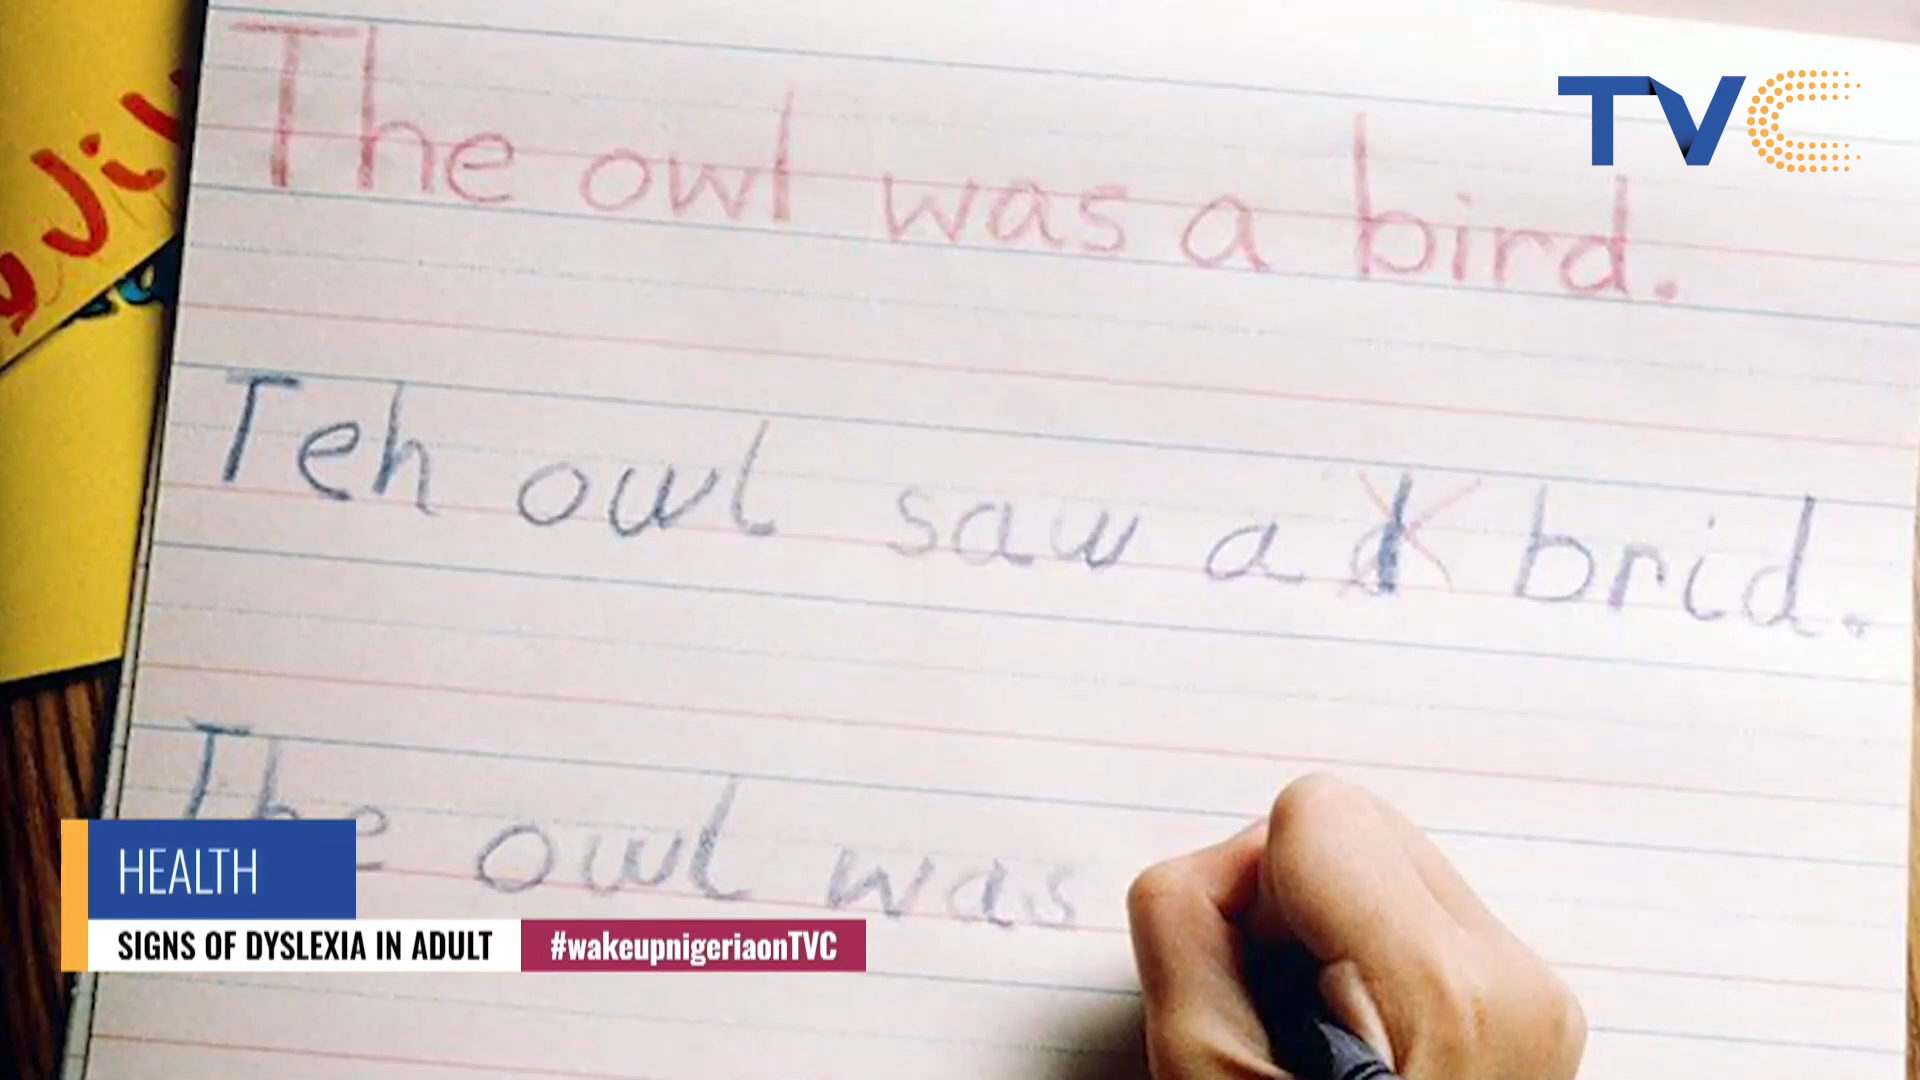 The owl was a bird.
TVC
Jil
Teh owl saw a d brid.
The owl was
HEALTH
SIGNS OF DYSLEXIA IN ADULT
#wakeupnigeriaonTVC